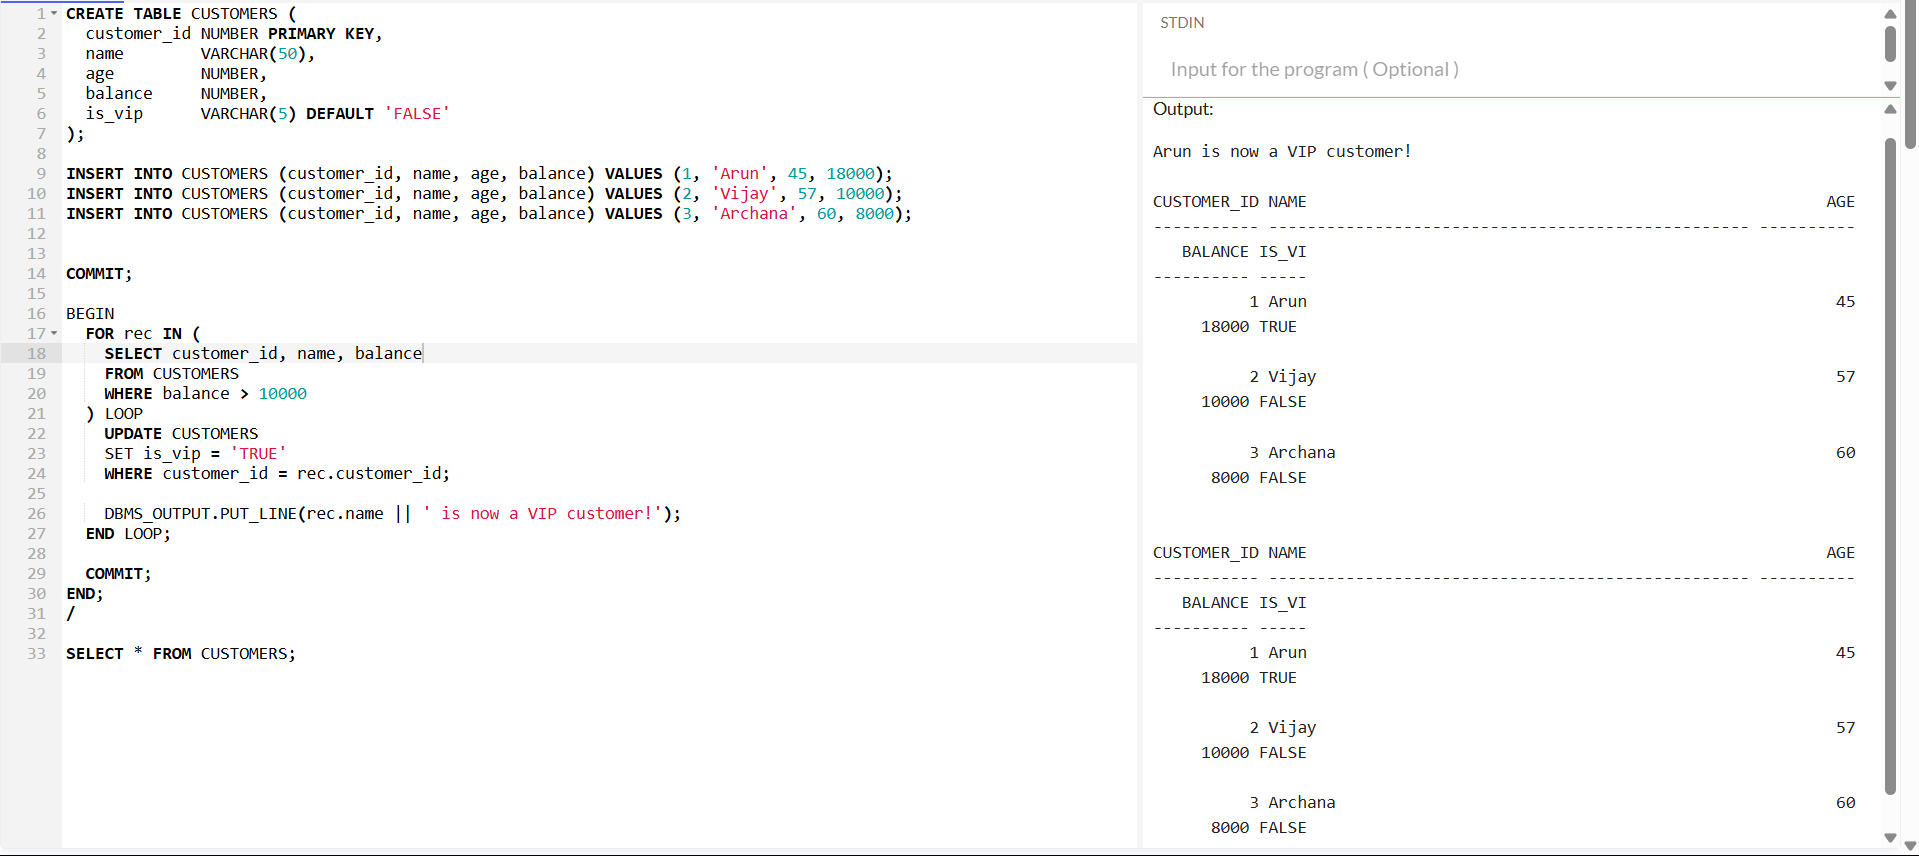 1 CREATE TABLE CUSTOMERS (
2   customer_id NUMBER PRIMARY KEY,
3   name        VARCHAR(50),
4   age         NUMBER,
5   balance     NUMBER,
6   is_vip      VARCHAR(5) DEFAULT 'FALSE'
7 );
8
9 INSERT INTO CUSTOMERS (customer_id, name, age, balance) VALUES (1, 'Arun', 45, 18000);
10 INSERT INTO CUSTOMERS (customer_id, name, age, balance) VALUES (2, 'Vijay', 57, 10000);
11 INSERT INTO CUSTOMERS (customer_id, name, age, balance) VALUES (3, 'Archana', 60, 8000);
12
13
14 COMMIT;
15
16 BEGIN
17   FOR rec IN (
18     SELECT customer_id, name, balance
19     FROM CUSTOMERS
20     WHERE balance > 10000
21   ) LOOP
22     UPDATE CUSTOMERS
23     SET is_vip = 'TRUE'
24     WHERE customer_id = rec.customer_id;
25
26     DBMS_OUTPUT.PUT_LINE(rec.name || ' is now a VIP customer!');
27   END LOOP;
28
29   COMMIT;
30 END;
31 /
32
33 SELECT * FROM CUSTOMERS;
STDIN
Input for the program ( Optional )
Output:
Arun is now a VIP customer!
CUSTOMER_ID NAME                                                      AGE
----------- -------------------------------------------------- ----------
   BALANCE IS_VI
---------- -----
          1 Arun                                                       45
     18000 TRUE
          2 Vijay                                                      57
     10000 FALSE
          3 Archana                                                    60
      8000 FALSE
CUSTOMER_ID NAME                                                      AGE
----------- -------------------------------------------------- ----------
   BALANCE IS_VI
---------- -----
          1 Arun                                                       45
     18000 TRUE
          2 Vijay                                                      57
     10000 FALSE
          3 Archana                                                    60
      8000 FALSE